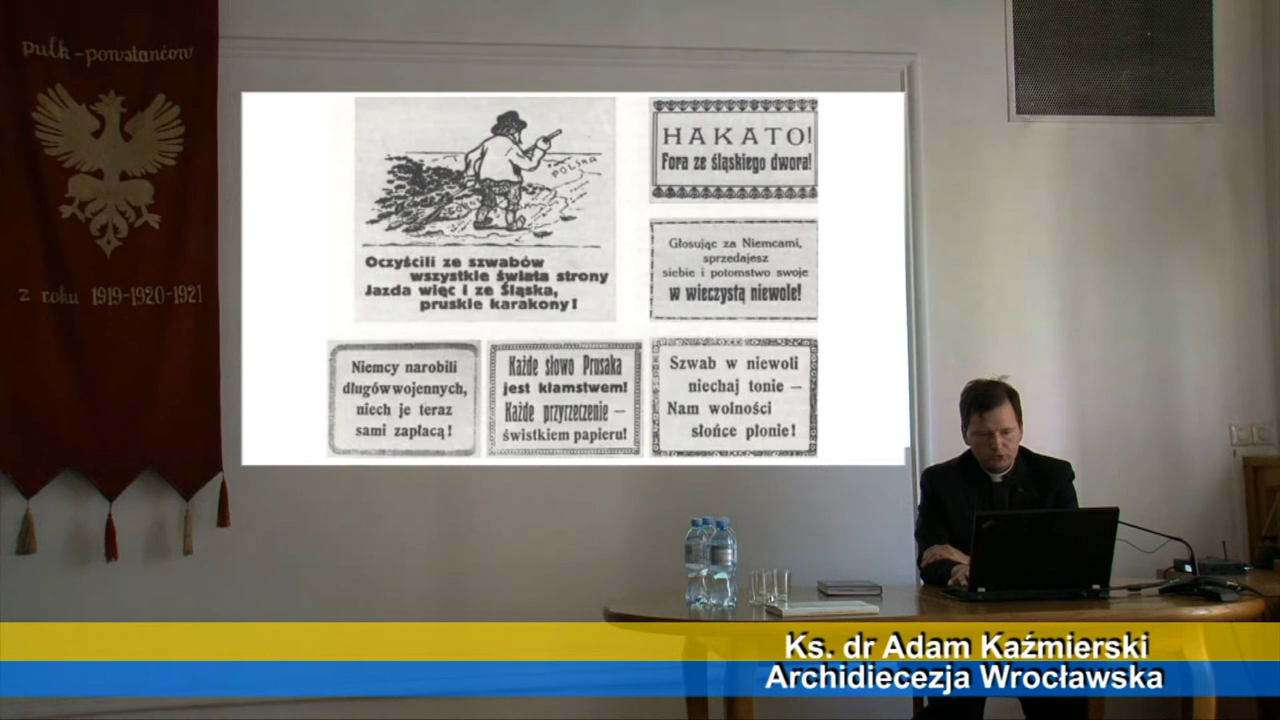 pułk-powstańców
z roku 1919-1920-1921
POLSKA
Oczyścili ze szwabów
wszystkie świata strony
Jazda więc i ze Śląska,
pruskie karakony!
HAKATO!
Fora ze śląskiego dwora!
Głosując za Niemcami,
sprzedajesz
siebie i potomstwo swoje
w wieczystą niewolę!
Niemcy narobili
długów wojennych,
niech je teraz
sami zapłacą!
Każde słowo Prusaka
jest kłamstwem!
Każde przyrzeczenie —
świstkiem papieru!
Szwab w niewoli
niechaj tonie —
Nam wolności
słońce płonie!
Ks. dr Adam Kaźmierski
Archidiecezja Wrocławska